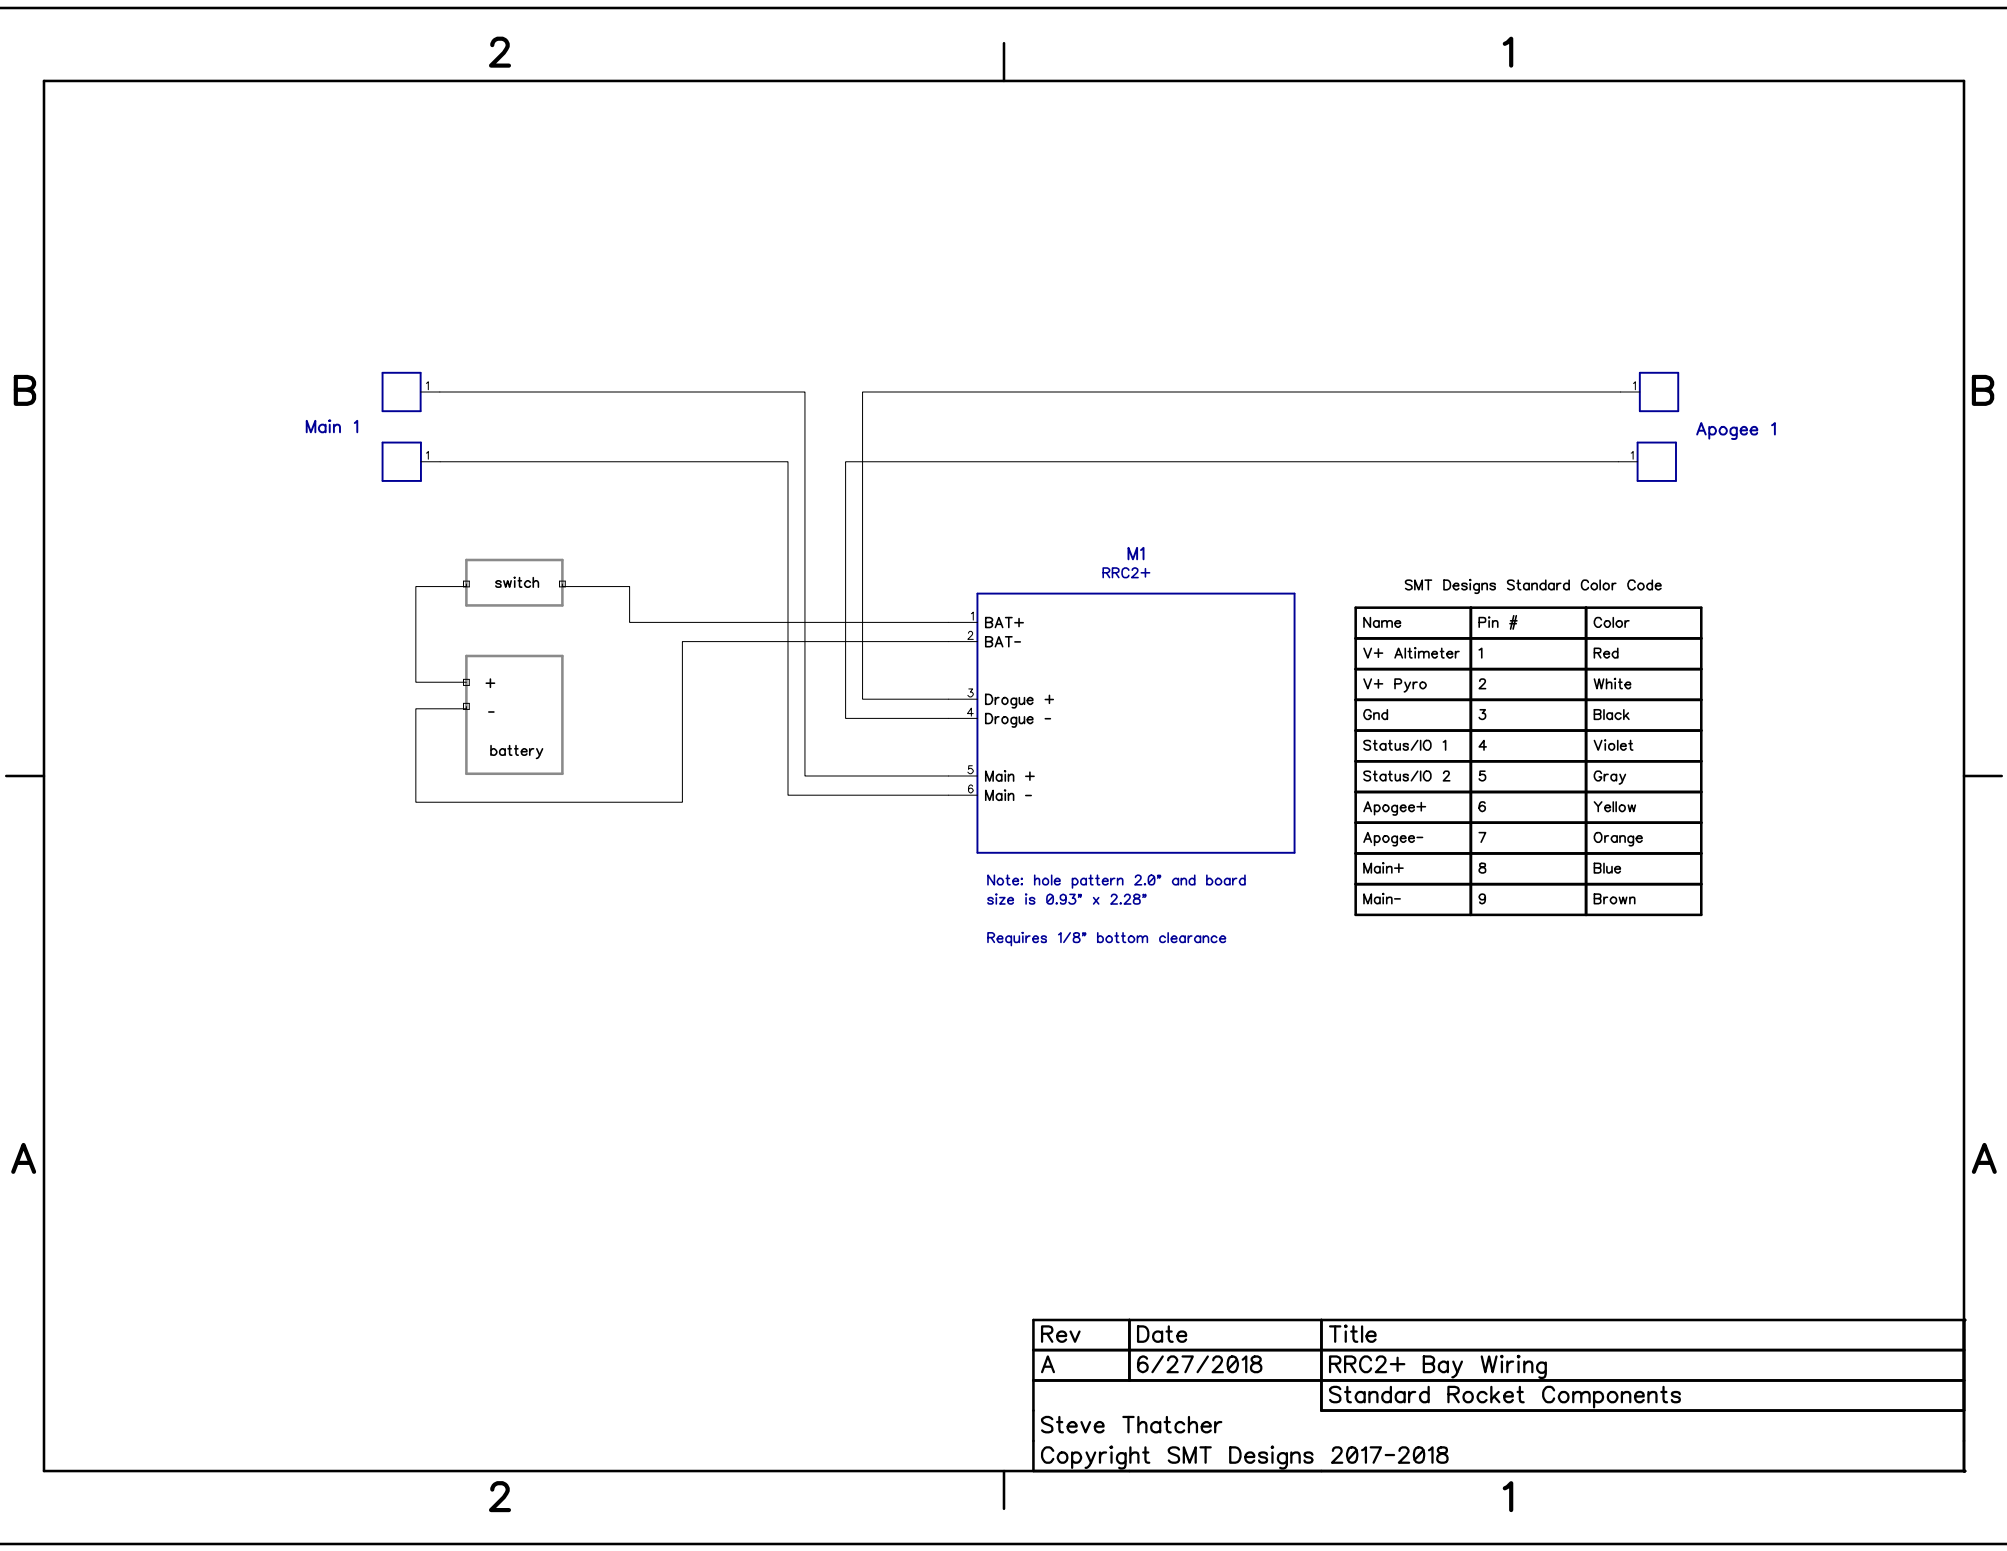 2 1
B B
1 1
Main 1 Apogee 1
1 1
M1
RRC2+
switch
1 BAT+
2 BAT-
+
-
battery
3 Drogue +
4 Drogue -
5 Main +
6 Main -
Note: hole pattern 2.0" and board
size is 0.93" x 2.28"
Requires 1/8" bottom clearance
SMT Designs Standard Color Code
Name Pin # Color
V+ Altimeter 1 Red
V+ Pyro 2 White
Gnd 3 Black
Status/IO 1 4 Violet
Status/IO 2 5 Gray
Apogee+ 6 Yellow
Apogee- 7 Orange
Main+ 8 Blue
Main- 9 Brown
A A
Rev Date Title
A 6/27/2018 RRC2+ Bay Wiring
Standard Rocket Components
Steve Thatcher
Copyright SMT Designs 2017-2018
2 1